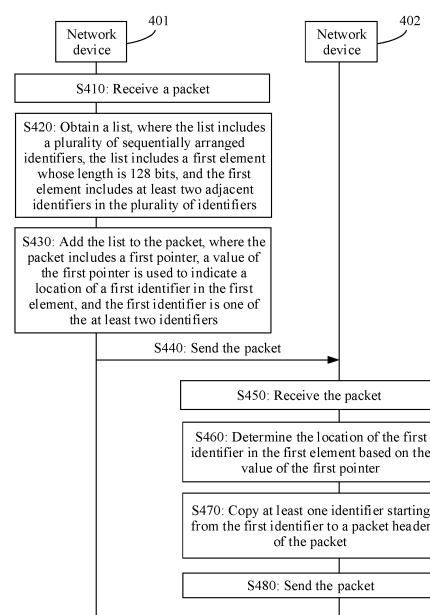 401
402
Network
device
Network
device
S410: Receive a packet
S420: Obtain a list, where the list includes
a plurality of sequentially arranged
identifiers, the list includes a first element
whose length is 128 bits, and the first
element includes at least two adjacent
identifiers in the plurality of identifiers
S430: Add the list to the packet, where the
packet includes a first pointer, a value of
the first pointer is used to indicate a
location of a first identifier in the first
element, and the first identifier is one of
the at least two identifiers
S440: Send the packet
S450: Receive the packet
S460: Determine the location of the first
identifier in the first element based on the
value of the first pointer
S470: Copy at least one identifier starting
from the first identifier to a packet header
of the packet
S480: Send the packet